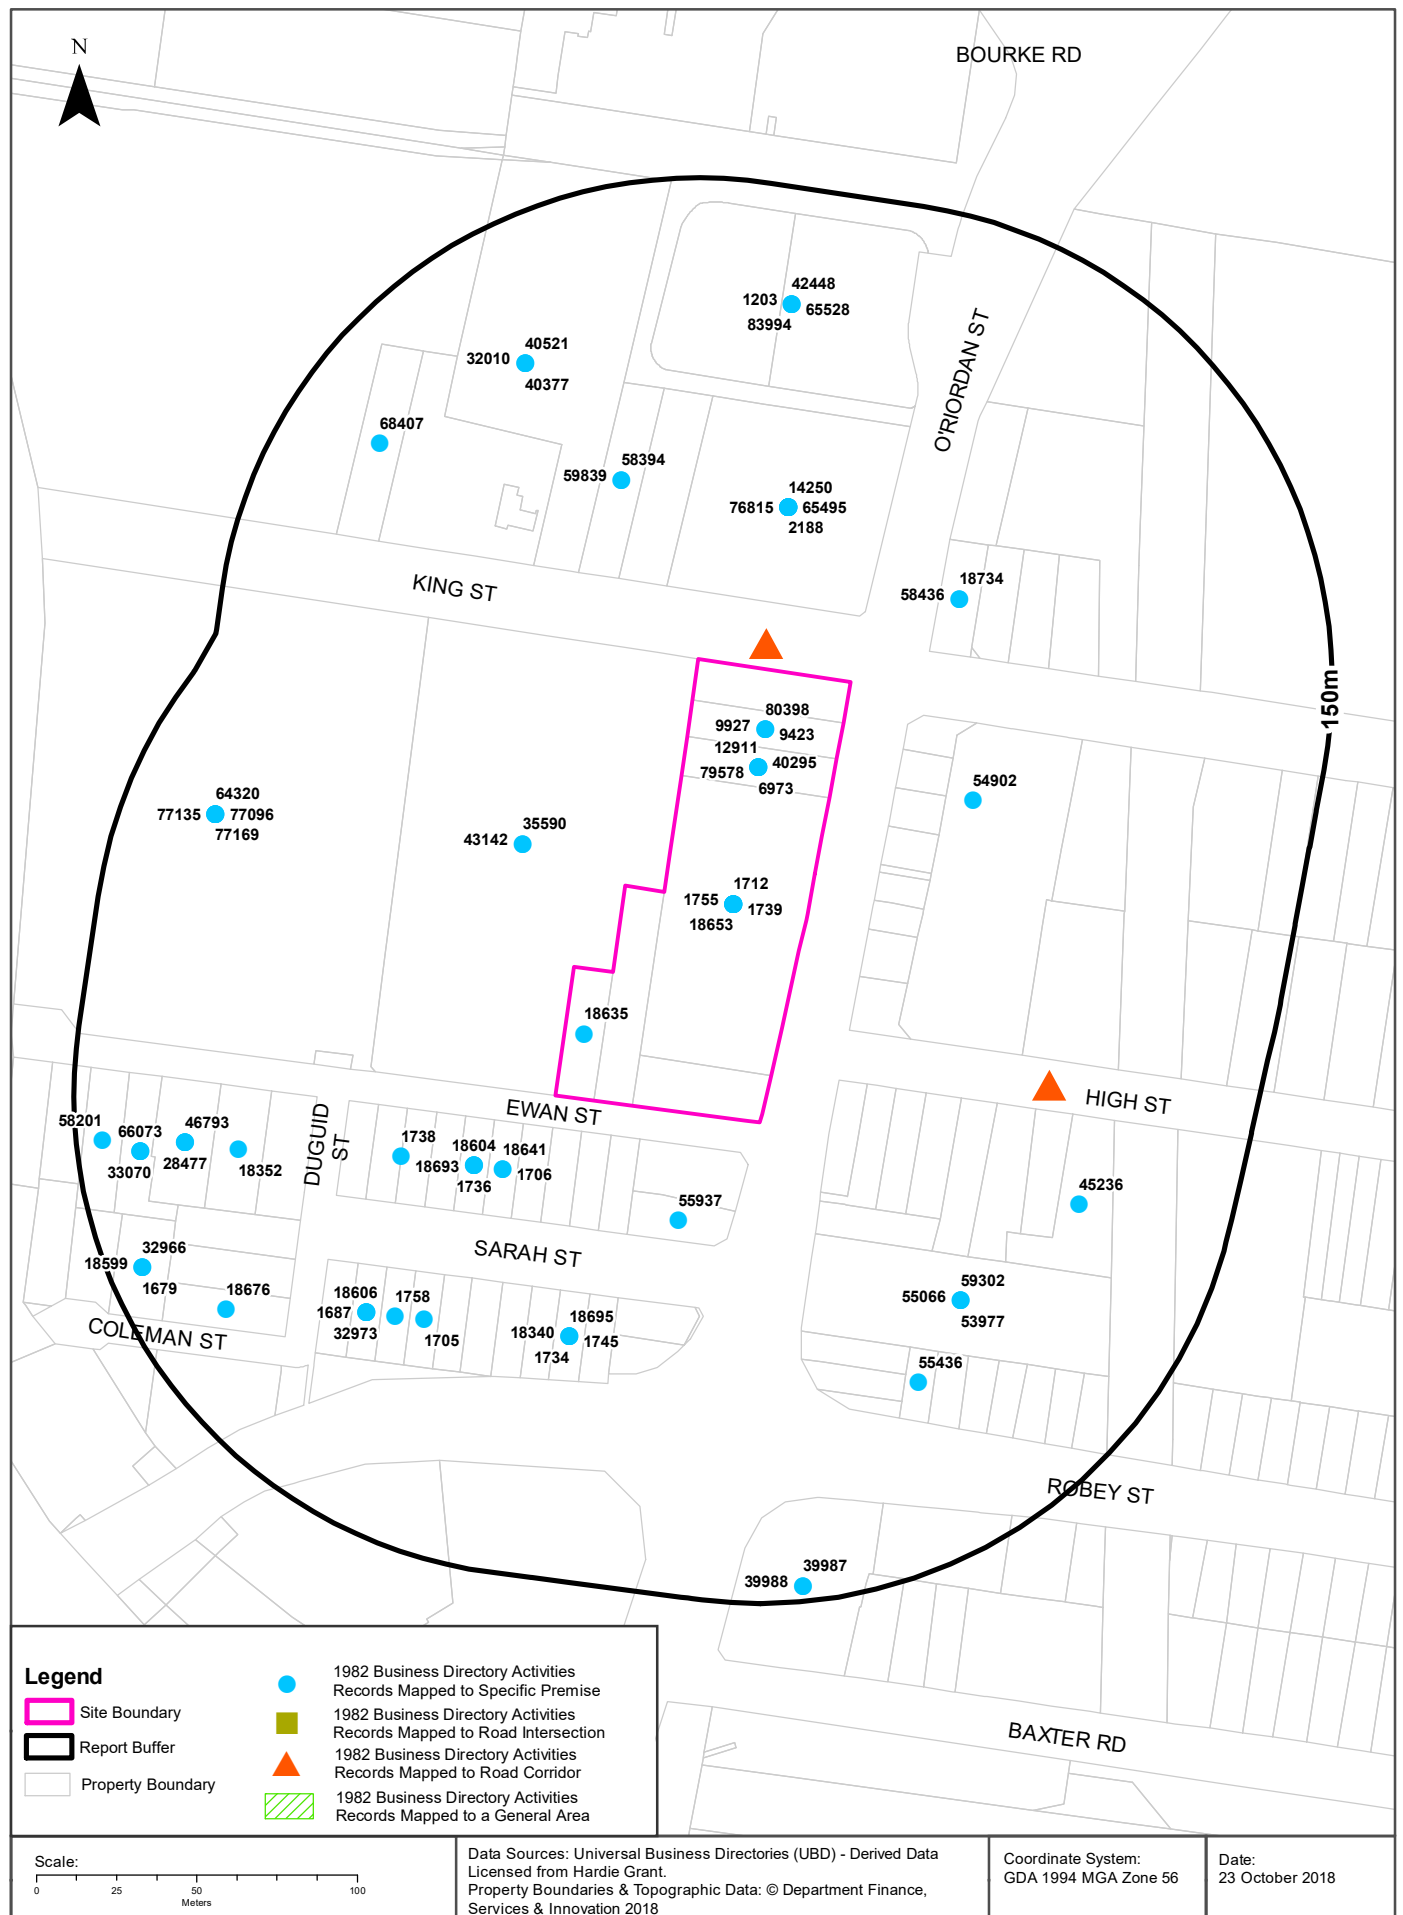 N
BOURKE RD
42448
1203
65528
83994
O'RIORDAN ST
40521
32010
40377
68407
58394
59839
14250
76815
65495
2188
KING ST
18734
58436
150m
80398
9927
9423
12911
40295
79578
6973
54902
64320
77135
77096
77169
35590
43142
1712
1755
1739
18653
18635
HIGH ST
EWAN ST
DUGUID
ST
58201
66073
46793
33070
28477
18352
1738
18604
18641
18693
1706
1736
55937
45236
SARAH ST
32966
18599
1679
18676
18606
1758
1687
32973
1705
18695
18340
1745
1734
59302
55066
53977
55436
COLEMAN ST
ROBEY ST
39987
39988
BAXTER RD
Legend
Site Boundary
Report Buffer
Property Boundary
1982 Business Directory Activities
Records Mapped to Specific Premise
1982 Business Directory Activities
Records Mapped to Road Intersection
1982 Business Directory Activities
Records Mapped to Road Corridor
1982 Business Directory Activities
Records Mapped to a General Area
Scale:
0 25 50 100
Meters
Data Sources: Universal Business Directories (UBD) - Derived Data
Licensed from Hardie Grant.
Property Boundaries & Topographic Data: © Department Finance,
Services & Innovation 2018
Coordinate System:
GDA 1994 MGA Zone 56
Date:
23 October 2018